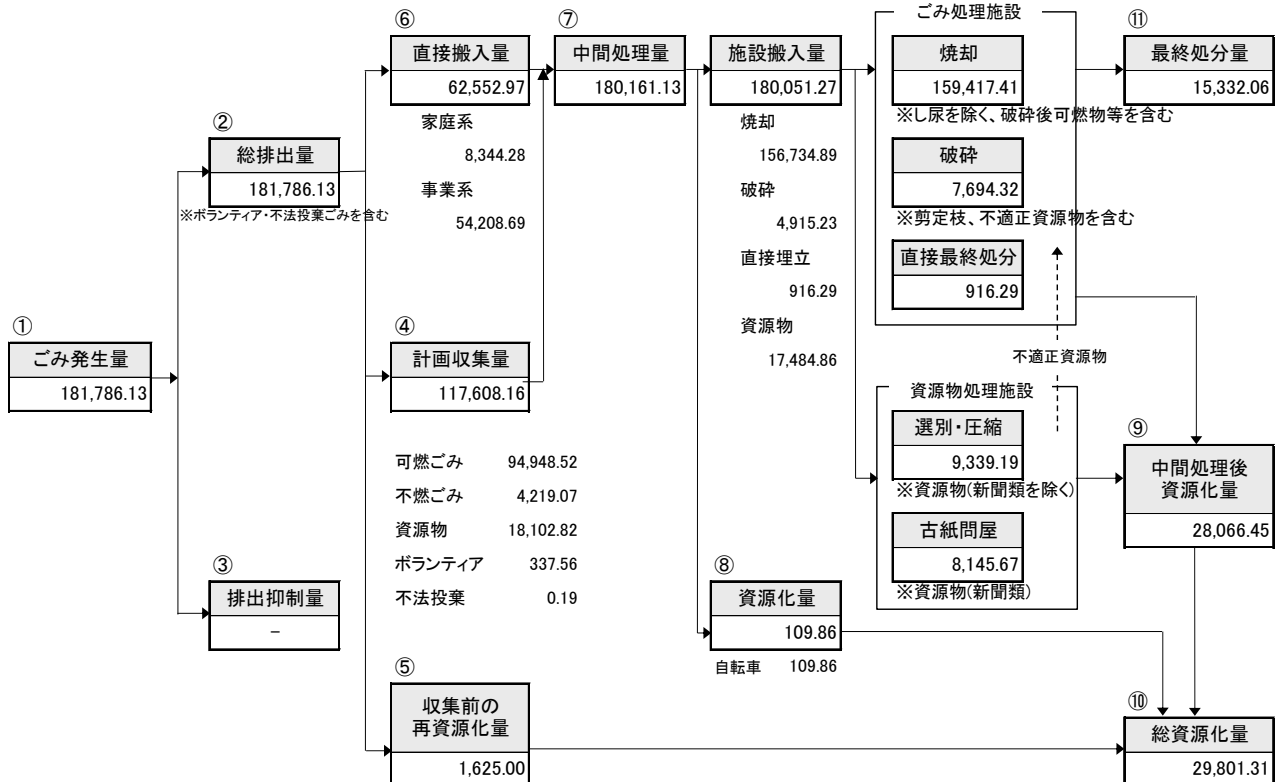 ①
ごみ発生量
181,786.13
②
総排出量
181,786.13
※ボランティア・不法投棄ごみを含む
③
排出抑制量
－
⑥
直接搬入量
62,552.97
家庭系
8,344.28
事業系
54,208.69
④
計画収集量
117,608.16
可燃ごみ 94,948.52
不燃ごみ 4,219.07
資源物 18,102.82
ボランティア 337.56
不法投棄 0.19
⑤
収集前の
再資源化量
1,625.00
⑦
中間処理量
180,161.13
施設搬入量
180,051.27
焼却
156,734.89
破砕
4,915.23
直接埋立
916.29
資源物
17,484.86
⑧
資源化量
109.86
自転車 109.86
ごみ処理施設
焼却
159,417.41
※し尿を除く、破砕後可燃物等を含む
破砕
7,694.32
※剪定枝、不適正資源物を含む
直接最終処分
916.29
不適正資源物
資源物処理施設
選別・圧縮
9,339.19
※資源物(新聞類を除く)
古紙問屋
8,145.67
※資源物(新聞類)
⑪
最終処分量
15,332.06
⑨
中間処理後
資源化量
28,066.45
⑩
総資源化量
29,801.31